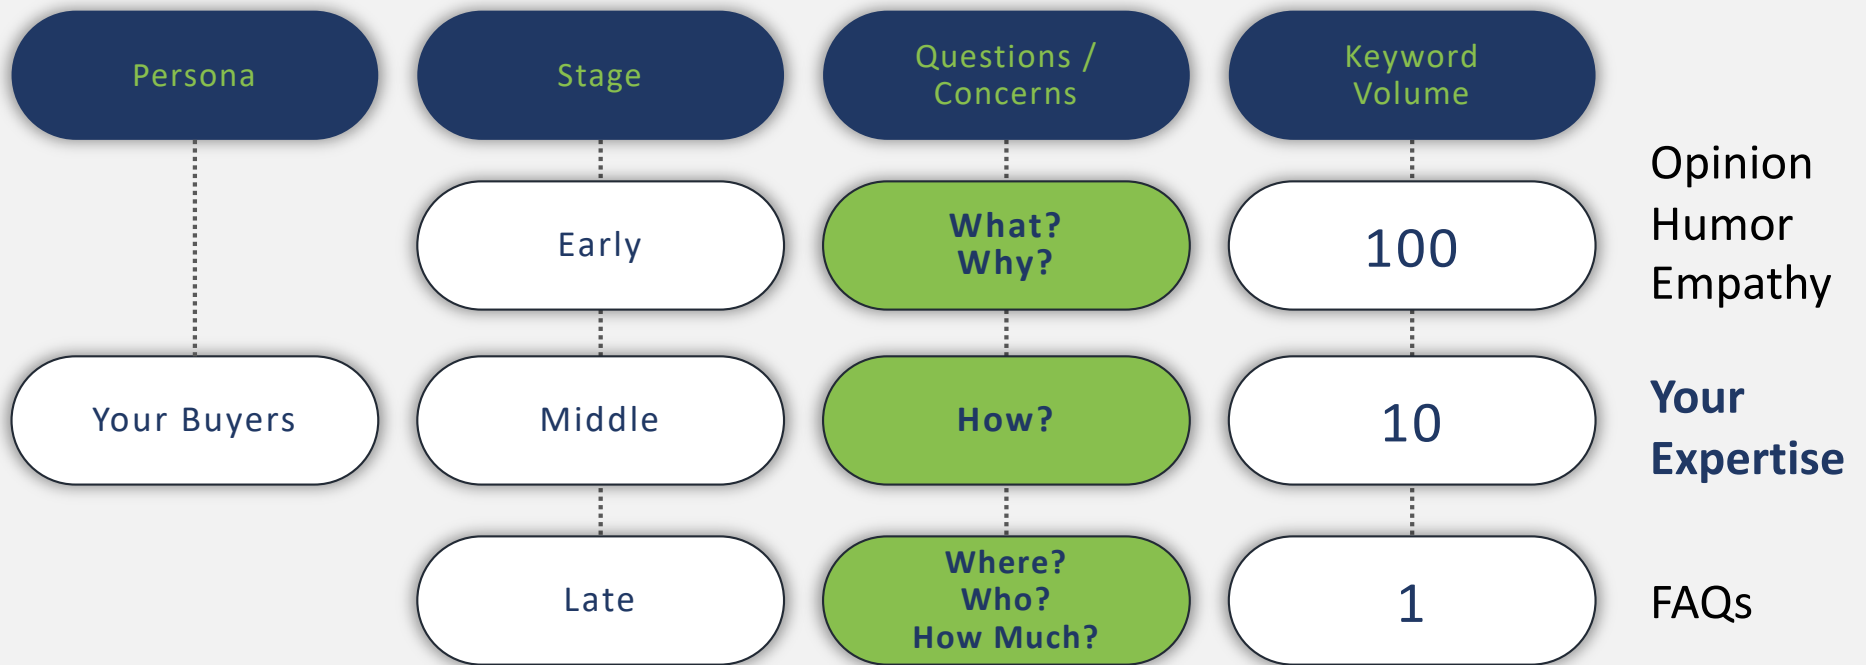 Persona
Stage
Questions /
Concerns
Keyword
Volume
Early
What?
Why?
100
Opinion
Humor
Empathy
Your Buyers
Middle
How?
10
Your
Expertise
Late
Where?
Who?
How Much?
1
FAQs